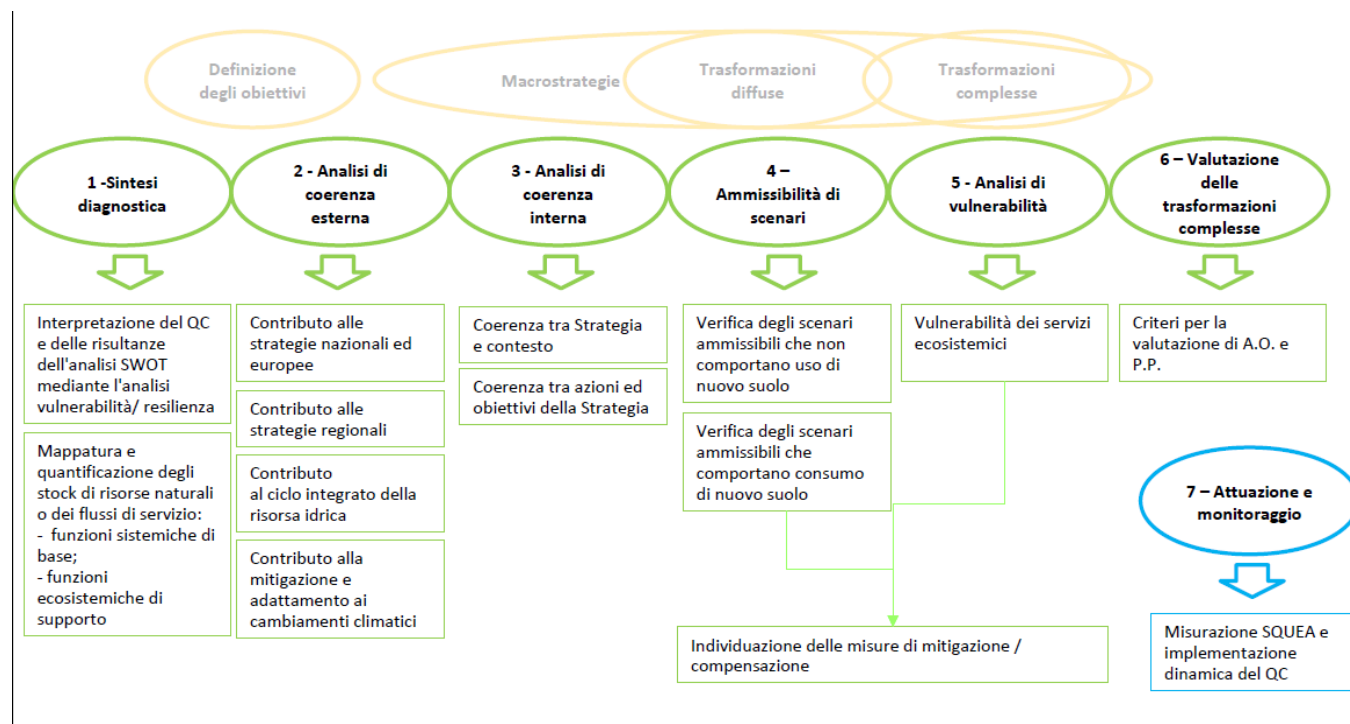 Definizione
degli obiettivi
Macrostrategie
Trasformazioni
diffuse
Trasformazioni
complesse
1 -Sintesi
diagnostica
2 - Analisi di
coerenza
esterna
3 - Analisi di
coerenza
interna
4 –
Ammissibilità di
scenari
5 - Analisi di
vulnerabilità
6 – Valutazione
delle
trasformazioni
complesse
Interpretazione del QC
e delle risultanze
dell'analisi SWOT
mediante l'analisi
vulnerabilità/ resilienza
Mappatura e
quantificazione degli
stock di risorse naturali
o dei flussi di servizio:
- funzioni sistemiche di
base;
- funzioni
ecosistemiche di
supporto
Contributo alle
strategie nazionali ed
europee
Contributo alle
strategie regionali
Contributo
al ciclo integrato della
risorsa idrica
Contributo alla
mitigazione e
adattamento ai
cambiamenti climatici
Coerenza tra Strategia
e contesto
Coerenza tra azioni ed
obiettivi della Strategia
Verifica degli scenari
ammissibili che non
comportano uso di
nuovo suolo
Verifica degli scenari
ammissibili che
comportano consumo
di nuovo suolo
Vulnerabilità dei servizi
ecosistemici
Individuazione delle misure di mitigazione /
compensazione
Criteri per la
valutazione di A.O. e
P.P.
7 – Attuazione e
monitoraggio
Misurazione SQUEA e
implementazione
dinamica del QC